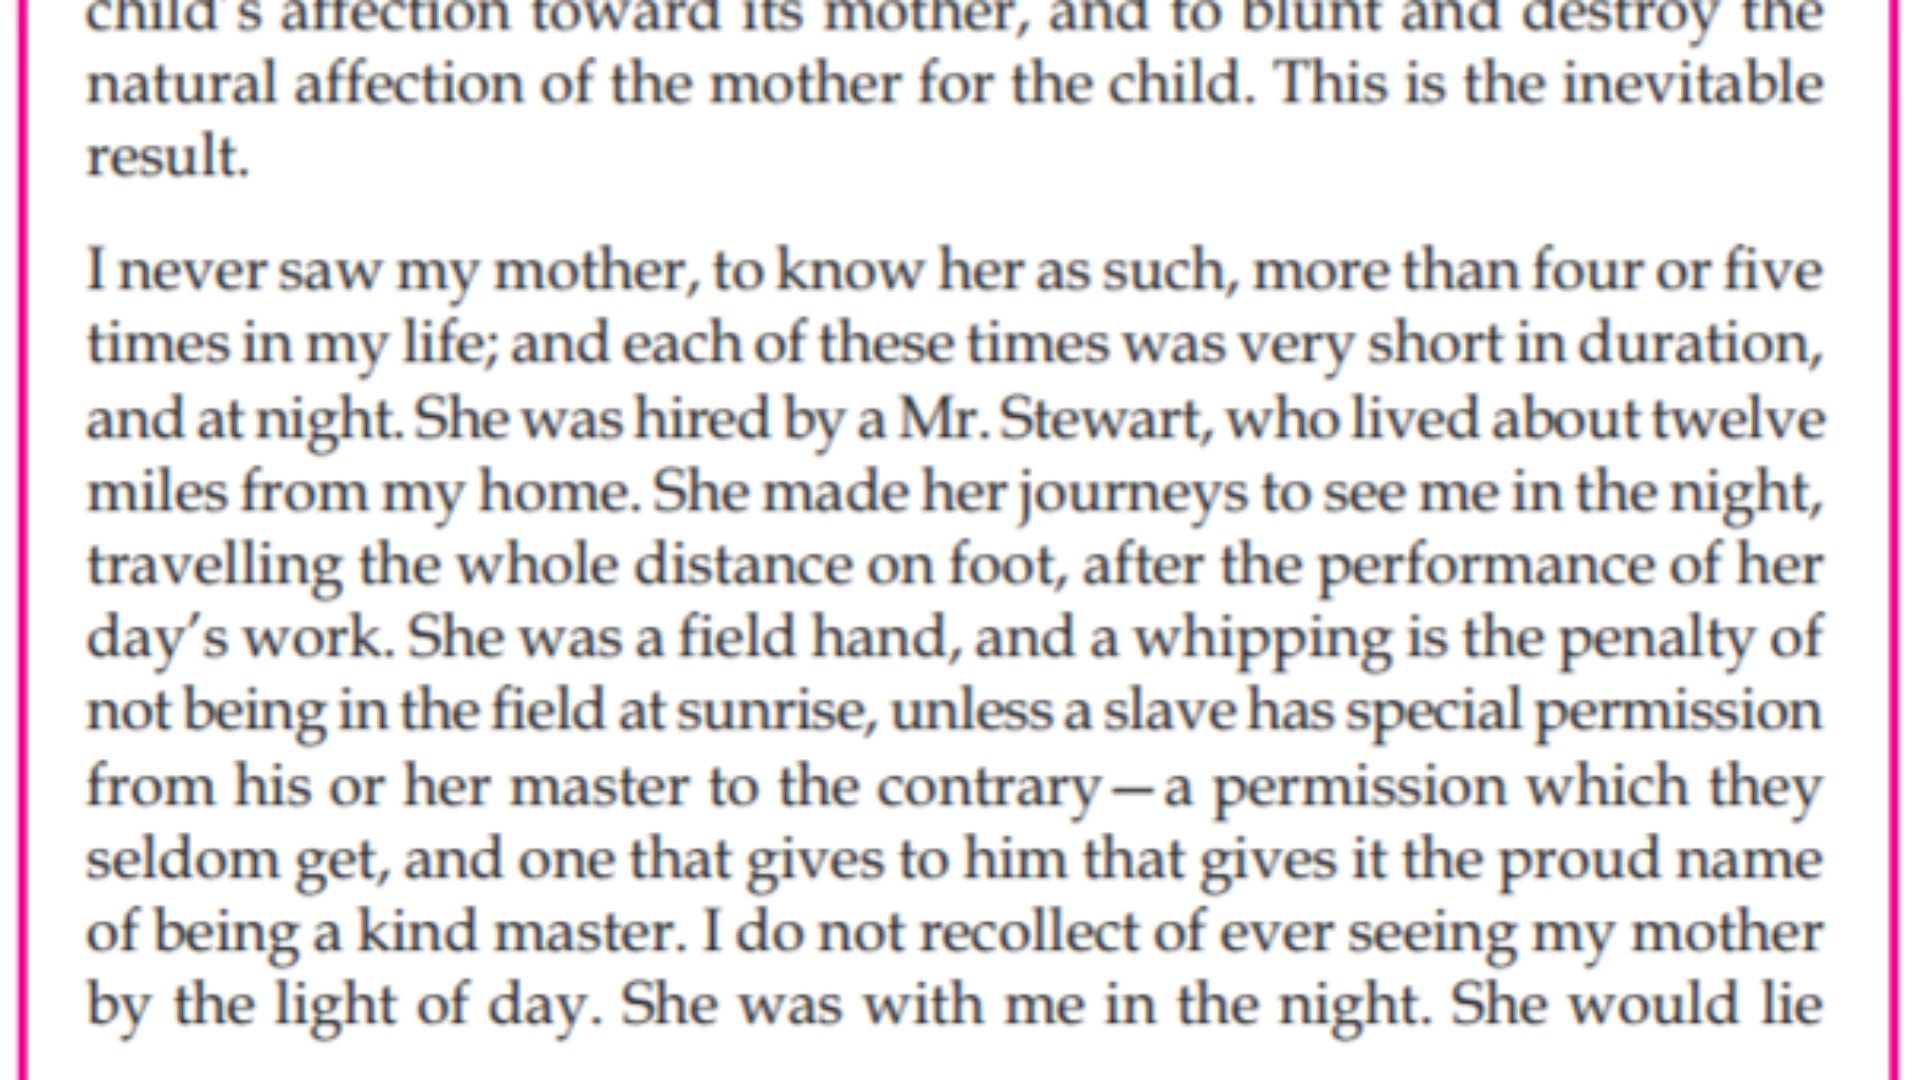 child's affection toward its mother, and to blunt and destroy the
natural affection of the mother for the child. This is the inevitable
result.
I never saw my mother, to know her as such, more than four or five
times in my life; and each of these times was very short in duration,
and at night. She was hired by a Mr. Stewart, who lived about twelve
miles from my home. She made her journeys to see me in the night,
travelling the whole distance on foot, after the performance of her
day’s work. She was a field hand, and a whipping is the penalty of
not being in the field at sunrise, unless a slave has special permission
from his or her master to the contrary—a permission which they
seldom get, and one that gives to him that gives it the proud name
of being a kind master. I do not recollect of ever seeing my mother
by the light of day. She was with me in the night. She would lie